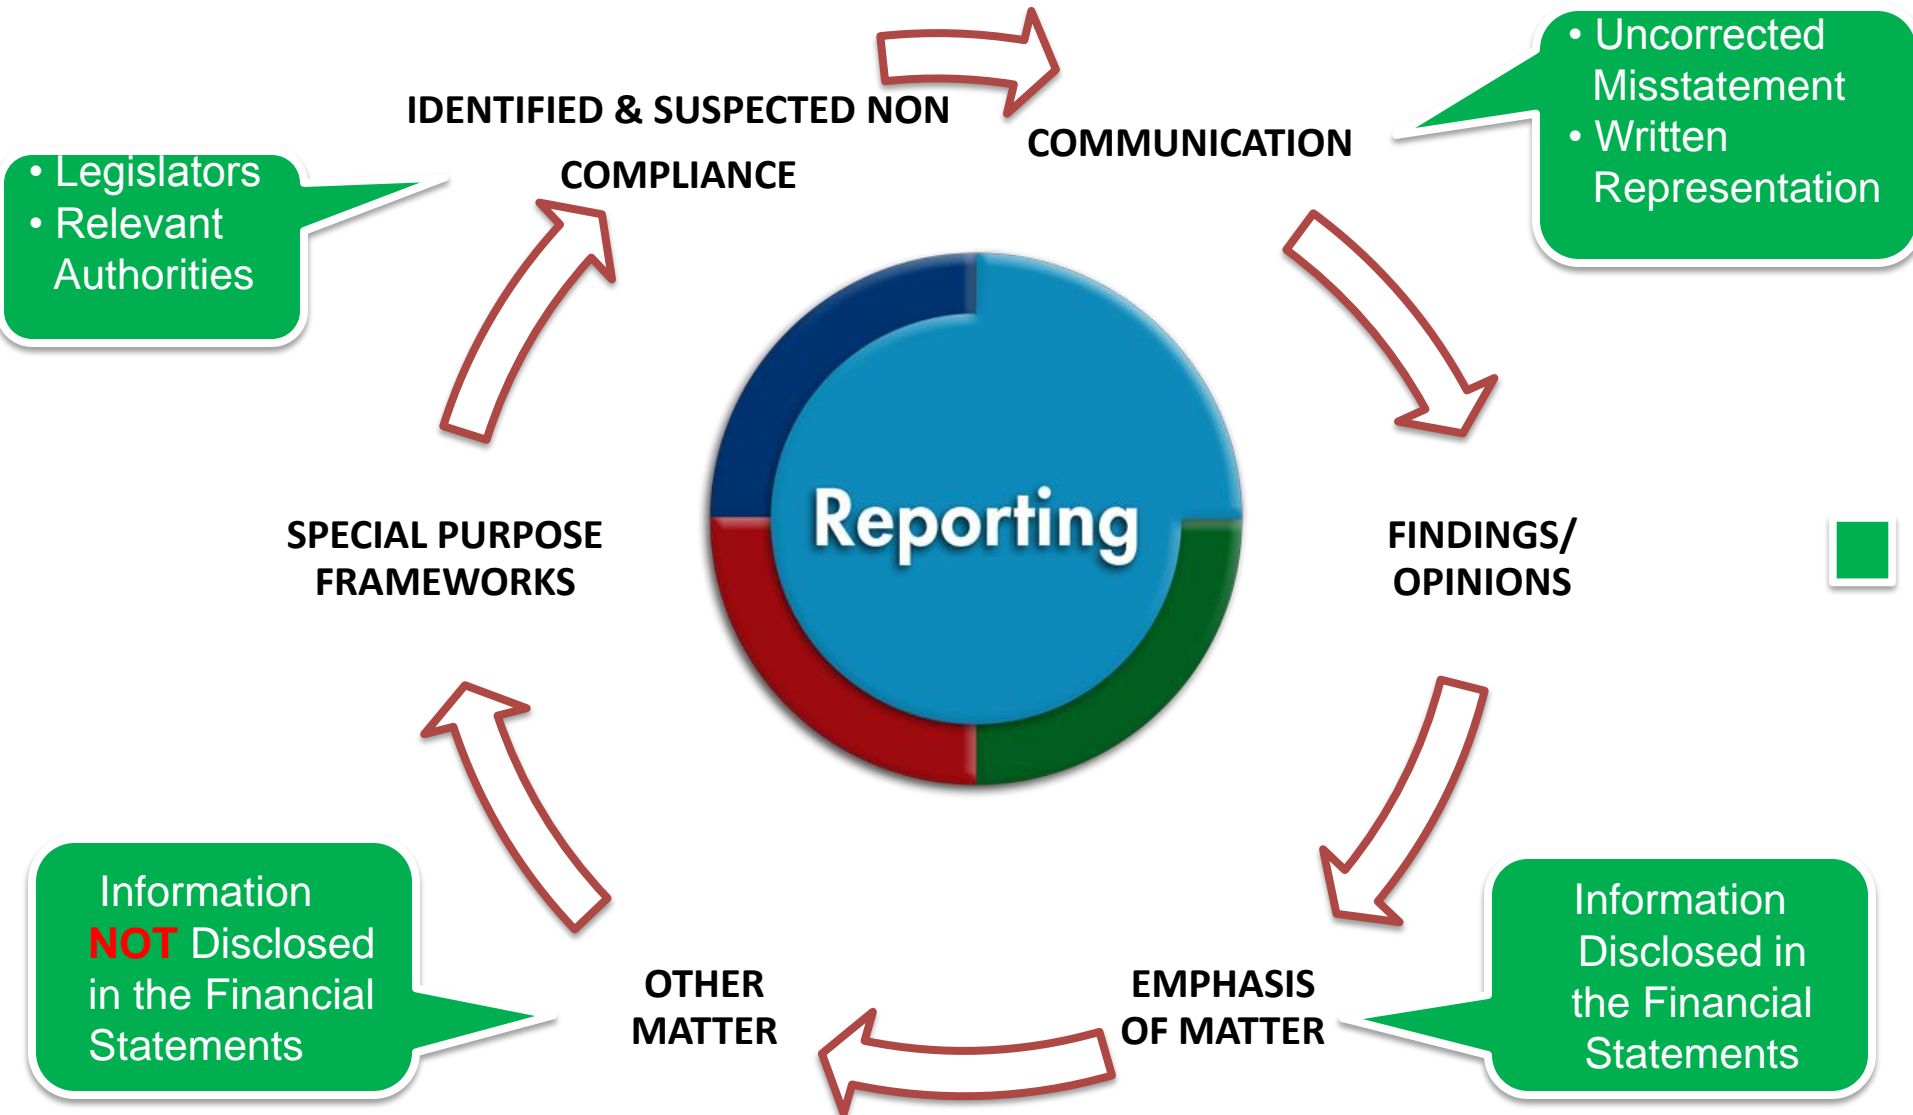 IDENTIFIED & SUSPECTED NON
COMPLIANCE
COMMUNICATION
• Uncorrected
Misstatement
• Written
Representation
• Legislators
• Relevant
Authorities
Reporting
SPECIAL PURPOSE
FRAMEWORKS
FINDINGS/
OPINIONS
Information
NOT Disclosed
in the Financial
Statements
OTHER
MATTER
EMPHASIS
OF MATTER
Information
Disclosed in
the Financial
Statements